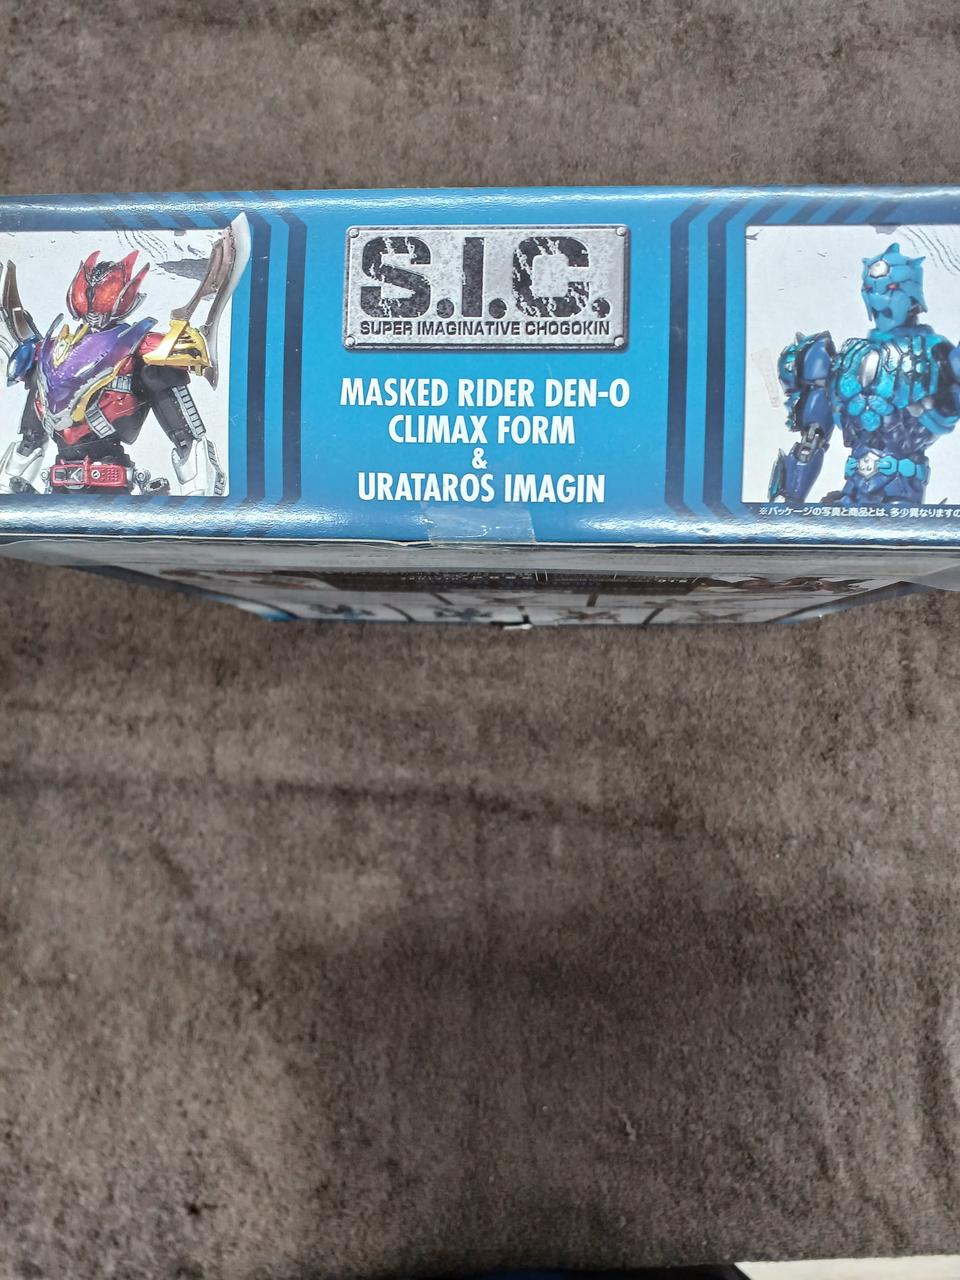 S.I.C.
SUPER IMAGINATIVE CHOGOKIN
MASKED RIDER DEN-O
CLIMAX FORM
&
URATAROS IMAGIN
※パッケージの写真と商品とは、多少異なりますの